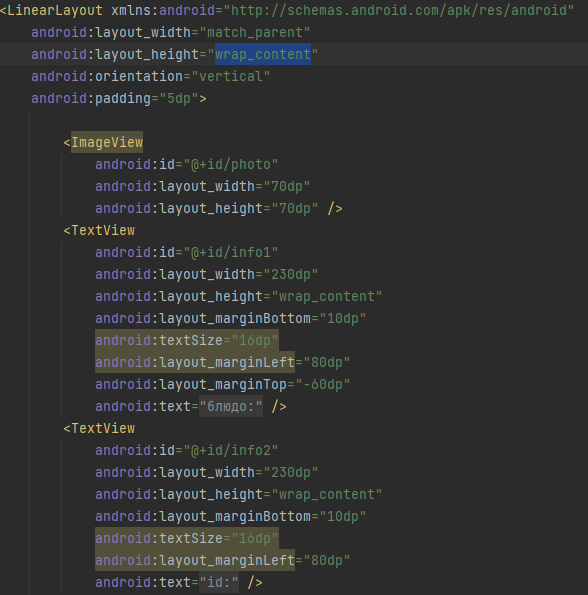 <LinearLayout xmlns:android="http://schemas.android.com/apk/res/android"
android:layout_width="match_parent"
android:layout_height="wrap_content"
android:orientation="vertical"
android:padding="5dp">
<ImageView
android:id="@+id/photo"
android:layout_width="70dp"
android:layout_height="70dp" />
<TextView
android:id="@+id/info1"
android:layout_width="230dp"
android:layout_height="wrap_content"
android:layout_marginBottom="10dp"
android:textSize="16dp"
android:layout_marginLeft="80dp"
android:layout_marginTop="-60dp"
android:text="блюдо:" />
<TextView
android:id="@+id/info2"
android:layout_width="230dp"
android:layout_height="wrap_content"
android:layout_marginBottom="10dp"
android:textSize="16dp"
android:layout_marginLeft="80dp"
android:text="id:" />